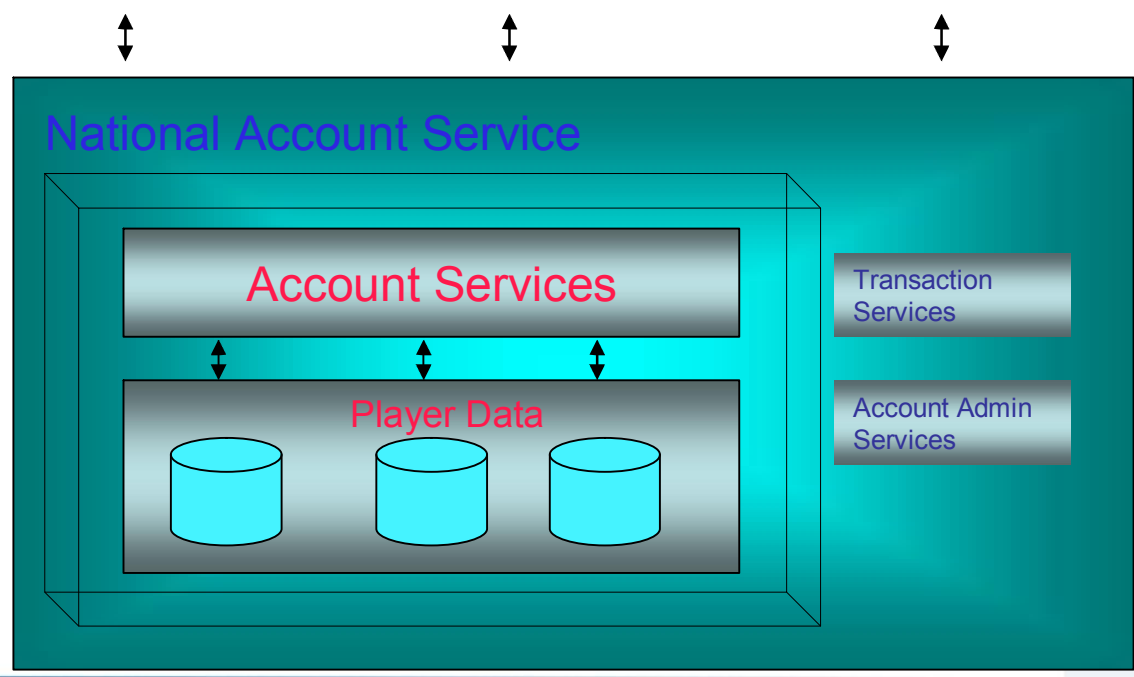 National Account Service
Account Services
Transaction
Services
Player Data
Account Admin
Services